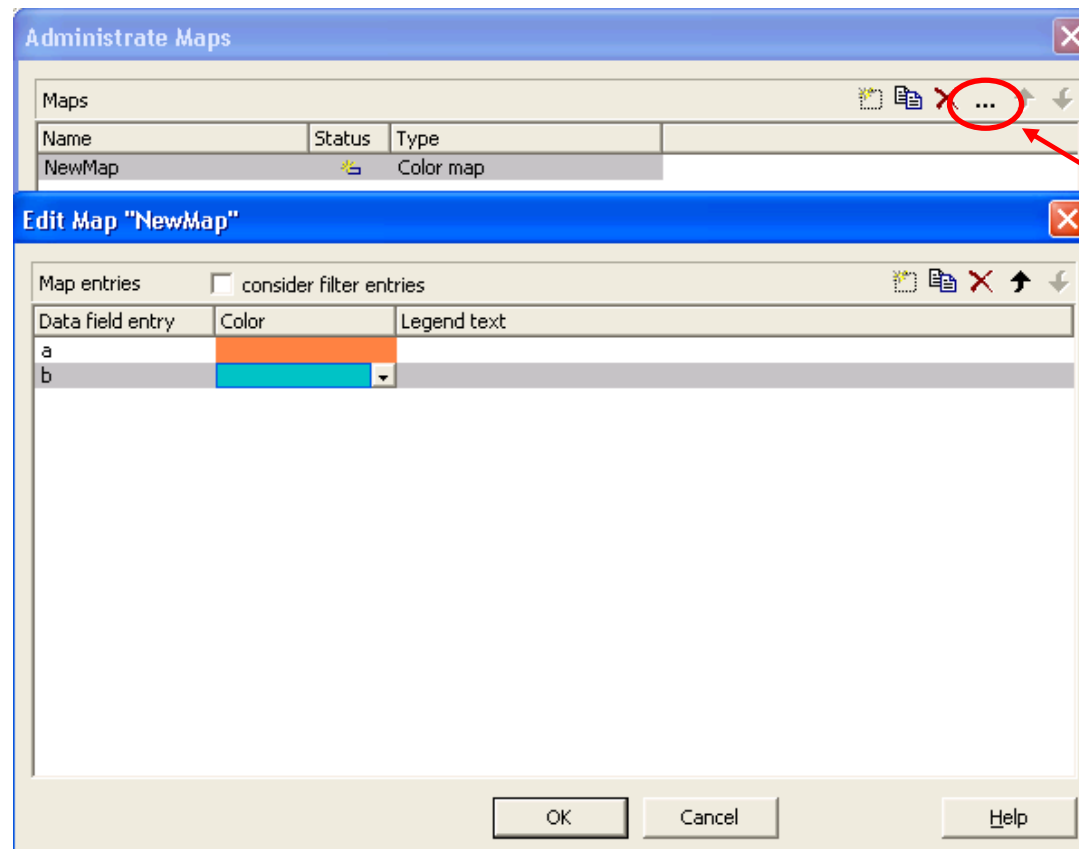 Administrate Maps
Maps ...
Name Status Type
NewMap Color map
Edit Map "NewMap"
Map entries consider filter entries
Data field entry Color Legend text
a
b
OK Cancel Help